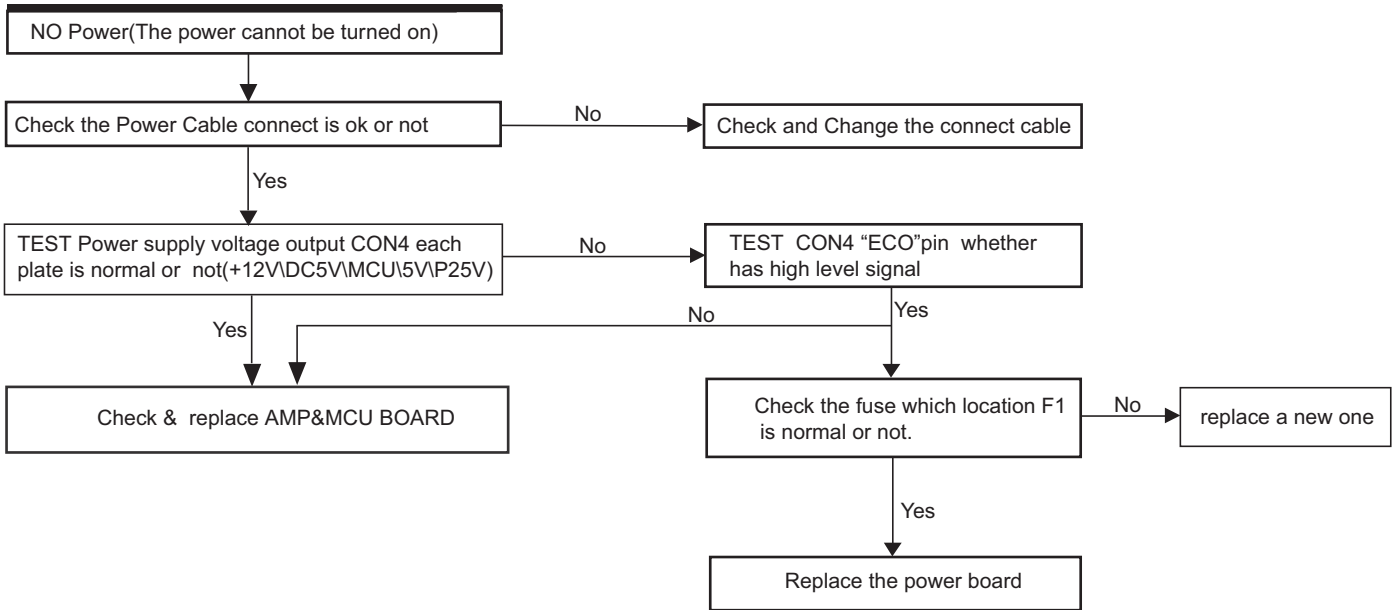 NO Power(The power cannot be turned on)
Check the Power Cable connect is ok or not
No
Check and Change the connect cable
Yes
TEST Power supply voltage output CON4 each
plate is normal or not(+12V\DC5V\MCU\5V\P25V)
No
TEST CON4 “ECO”pin whether
has high level signal
Yes
No
Yes
Check & replace AMP&MCU BOARD
Check the fuse which location F1
is normal or not.
No
replace a new one
Yes
Replace the power board